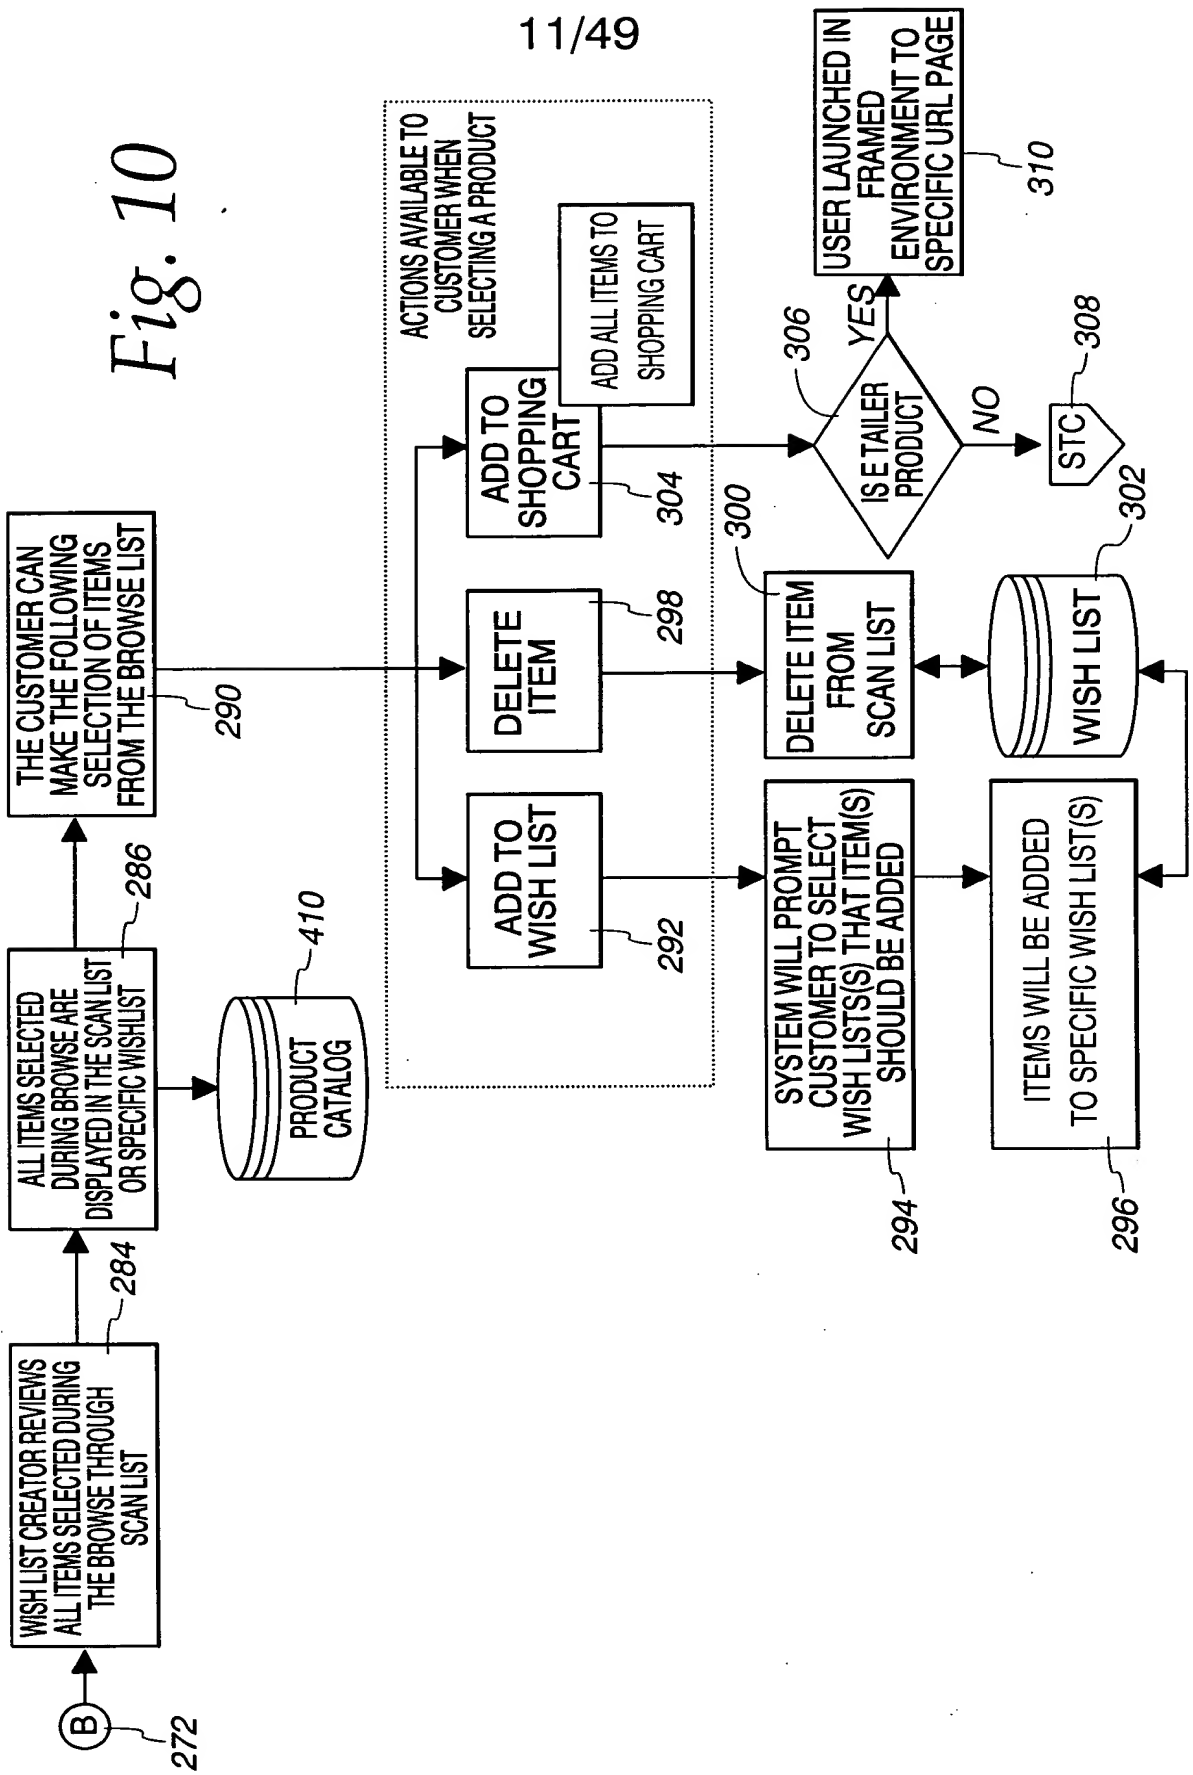 11/49
Fig. 10
B
272
WISH LIST CREATOR REVIEWS
ALL ITEMS SELECTED DURING
THE BROWSE THROUGH
SCAN LIST
284
ALL ITEMS SELECTED
DURING BROWSE ARE
DISPLAYED IN THE SCAN LIST
OR SPECIFIC WISHLIST
286
PRODUCT
CATALOG
410
THE CUSTOMER CAN
MAKE THE FOLLOWING
SELECTION OF ITEMS
FROM THE BROWSE LIST
290
ACTIONS AVAILABLE TO
CUSTOMER WHEN
SELECTING A PRODUCT
ADD TO
WISH LIST
292
DELETE
ITEM
298
ADD TO
SHOPPING
CART
304
ADD ALL ITEMS TO
SHOPPING CART
SYSTEM WILL PROMPT
CUSTOMER TO SELECT
WISH LISTS(S) THAT ITEM(S)
SHOULD BE ADDED
294
DELETE ITEM
FROM
SCAN LIST
300
IS E TAILER
PRODUCT
306
YES
NO
USER LAUNCHED IN
FRAMED
ENVIRONMENT TO
SPECIFIC URL PAGE
310
ITEMS WILL BE ADDED
TO SPECIFIC WISH LIST(S)
296
WISH LIST
302
STC
308